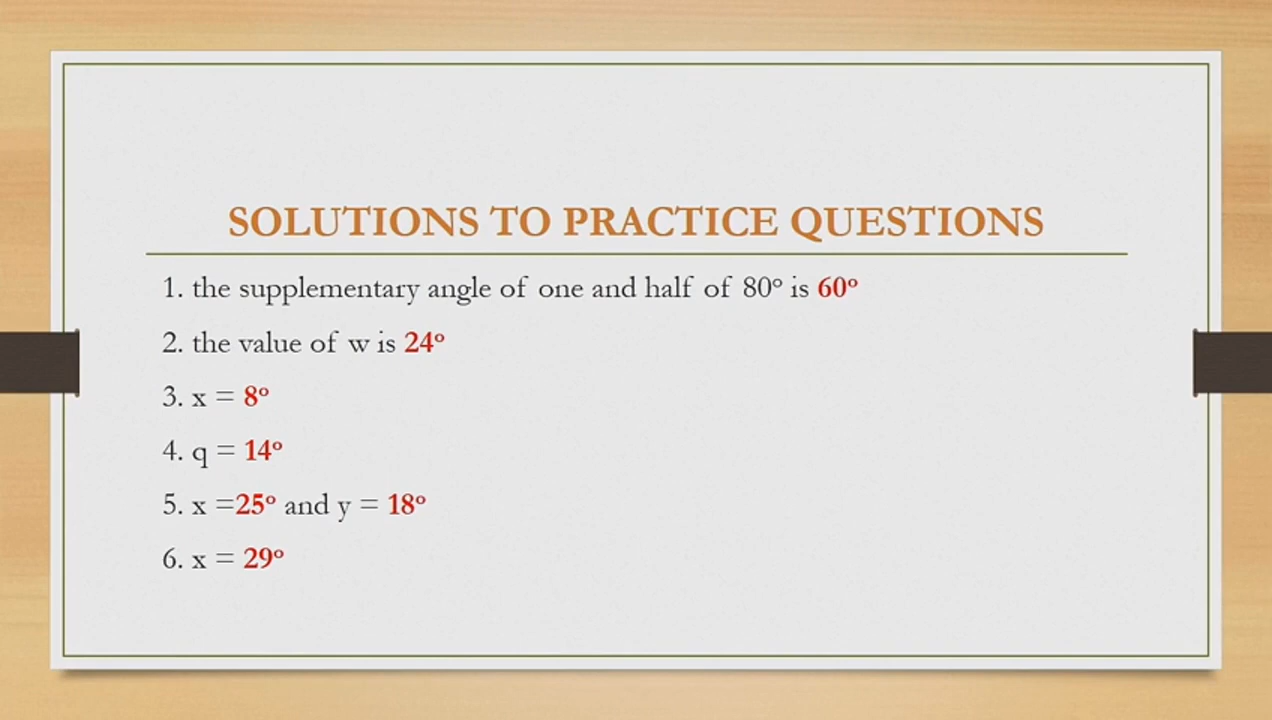 SOLUTIONS TO PRACTICE QUESTIONS
1. the supplementary angle of one and half of 80° is 60°
2. the value of w is 24°
3. x = 8°
4. q = 14°
5. x =25° and y = 18°
6. x = 29°